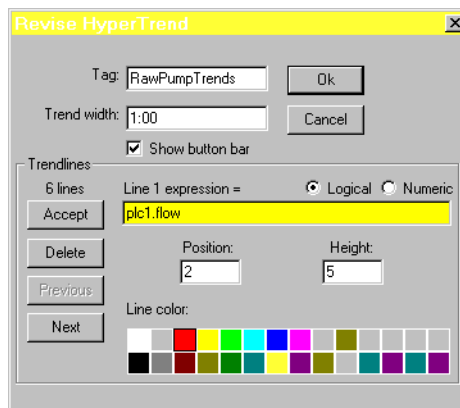 Revise HyperTrend
Tag: RawPumpTrends Ok
Trend width: 1:00 Cancel
Show button bar
Trendlines
6 lines Line 1 expression = Logical Numeric
Accept plc1.flow
Delete Position: Height:
2 5
Previous
Line color:
Next